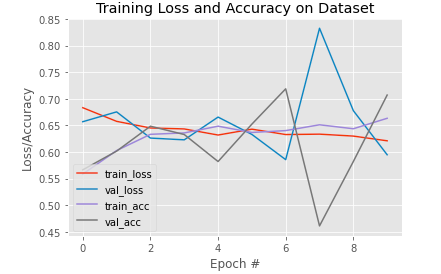 Training Loss and Accuracy on Dataset
0.85
0.80
0.75
0.70
0.65
0.60
0.55
0.50
0.45
Loss/Accuracy
train_loss
val_loss
train_acc
val_acc
0 2 4 6 8
Epoch #